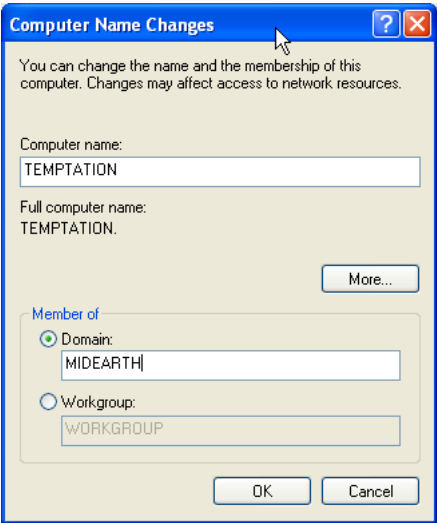 Computer Name Changes
You can change the name and the membership of this
computer. Changes may affect access to network resources.
Computer name:
TEMPTATION
Full computer name:
TEMPTATION.
More...
Member of
Domain:
MIDEARTH
Workgroup:
WORKGROUP
OK Cancel